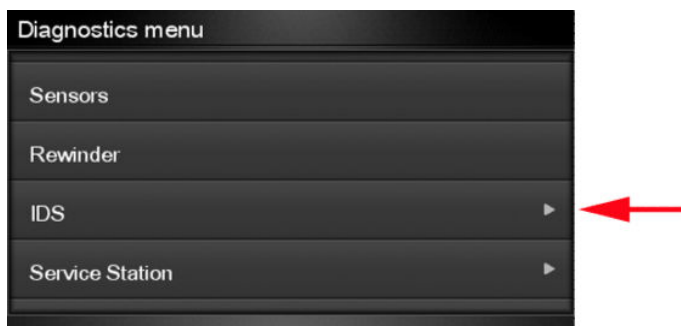 Diagnostics menu
Sensors
Rewinder
IDS
Service Station